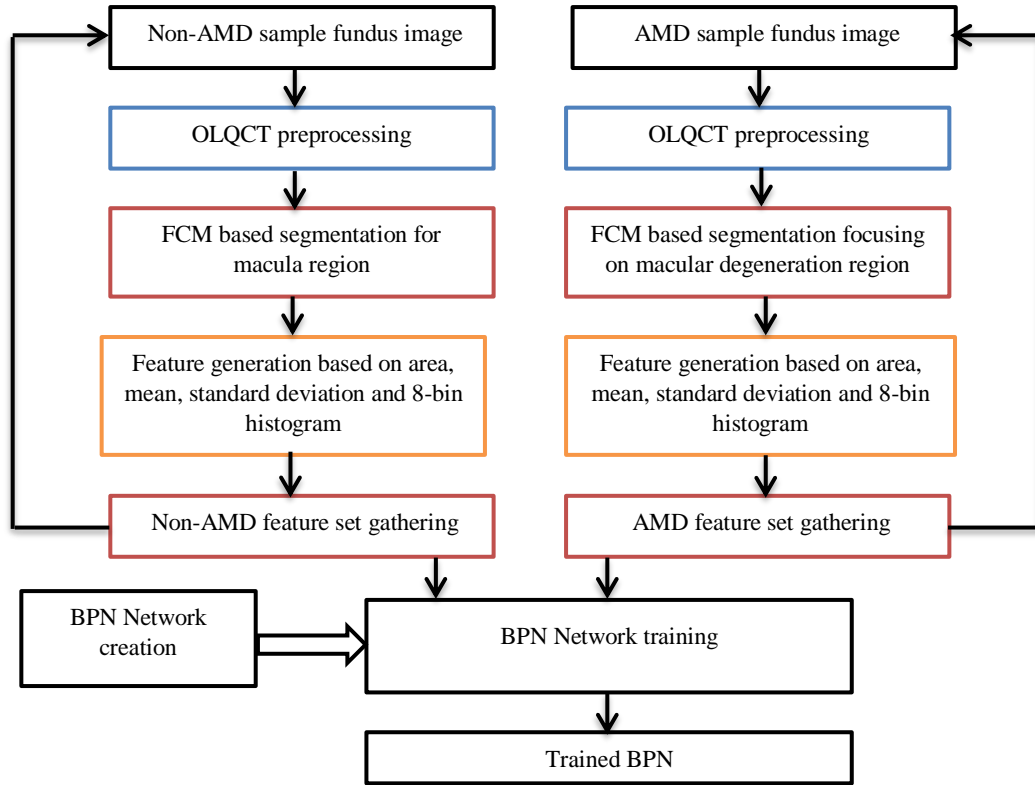 Non-AMD sample fundus image
AMD sample fundus image
OLQCT preprocessing
OLQCT preprocessing
FCM based segmentation for
macula region
FCM based segmentation focusing
on macular degeneration region
Feature generation based on area,
mean, standard deviation and 8-bin
histogram
Feature generation based on area,
mean, standard deviation and 8-bin
histogram
Non-AMD feature set gathering
AMD feature set gathering
BPN Network
creation
BPN Network training
Trained BPN